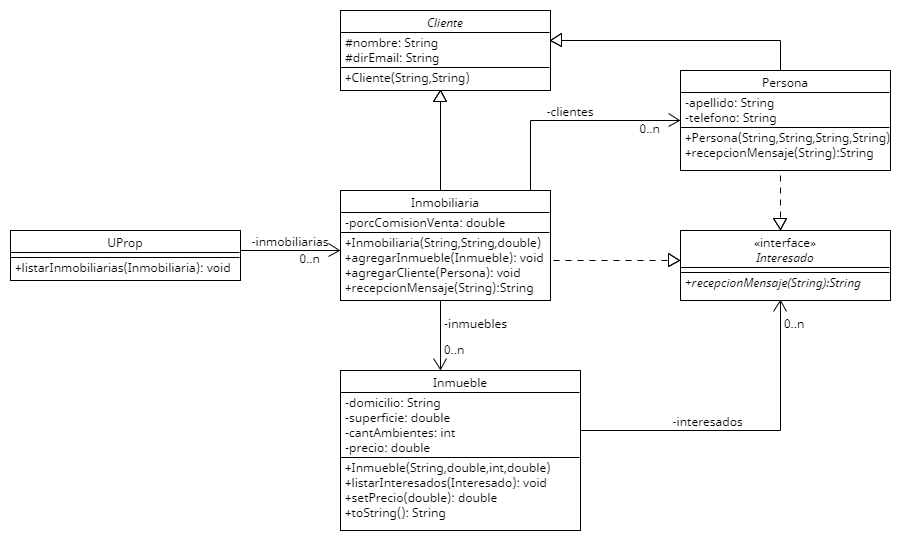 Cliente
#nombre: String
#dirEmail: String
+Cliente(String,String)
Persona
-apellido: String
-telefono: String
+Persona(String,String,String,String)
+recepcionMensaje(String):String
-clientes
0..n
Inmobiliaria
-porcComisionVenta: double
+Inmobiliaria(String,String,double)
+agregarInmueble(Inmueble): void
+agregarCliente(Persona): void
+recepcionMensaje(String):String
UProp
+listarInmobiliarias(Inmobiliaria): void
-inmobiliarias
0..n
«interface»
Interesado
+recepcionMensaje(String):String
-inmuebles
0..n
0..n
Inmueble
-domicilio: String
-superficie: double
-cantAmbientes: int
-precio: double
+Inmueble(String,double,int,double)
+listarInteresados(Interesado): void
+setPrecio(double): double
+toString(): String
-interesados